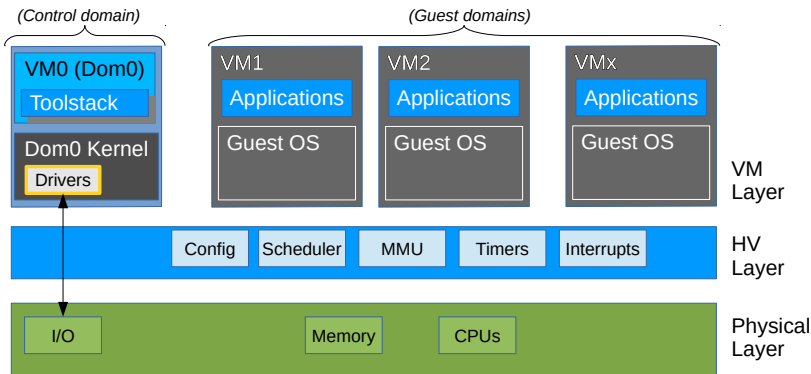 (Control domain)
(Guest domains)
VM0 (Dom0)
Toolstack
Dom0 Kernel
Drivers
VM1
Applications
Guest OS
VM2
Applications
Guest OS
VMx
Applications
Guest OS
VM
Layer
Config
Scheduler
MMU
Timers
Interrupts
HV
Layer
I/O
Memory
CPUs
Physical
Layer